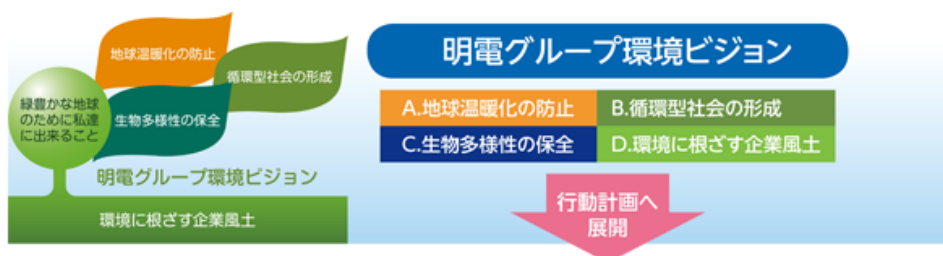 地球温暖化の防止
循環型社会の形成
緑豊かな地球
のために私達
に出来ること
生物多様性の保全
明電グループ環境ビジョン
環境に根ざす企業風土
明電グループ環境ビジョン
A.地球温暖化の防止
B.循環型社会の形成
C.生物多様性の保全
D.環境に根ざす企業風土
行動計画へ
展開